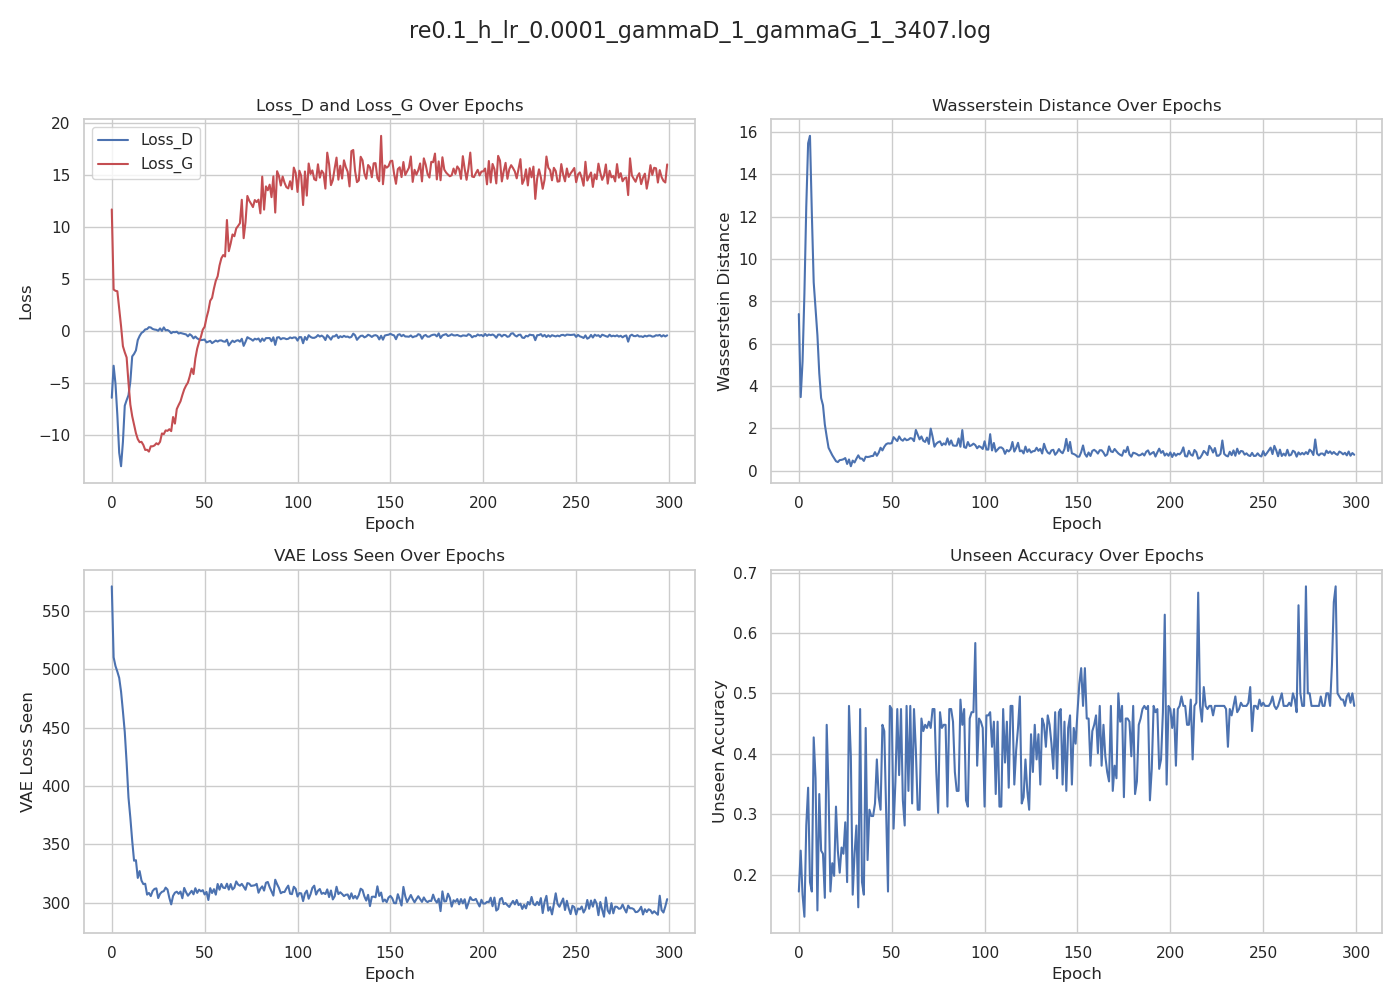 re0.1_h_lr_0.0001_gammaD_1_gammaG_1_3407.log
Loss_D and Loss_G Over Epochs
Loss_D
Loss_G
20
15
10
5
0
−5
−10
Loss
0 50 100 150 200 250 300
Epoch
Wasserstein Distance Over Epochs
16
14
12
10
8
6
4
2
0
Wasserstein Distance
0 50 100 150 200 250 300
Epoch
VAE Loss Seen Over Epochs
550
500
450
400
350
300
VAE Loss Seen
0 50 100 150 200 250 300
Epoch
Unseen Accuracy Over Epochs
0.7
0.6
0.5
0.4
0.3
0.2
Unseen Accuracy
0 50 100 150 200 250 300
Epoch